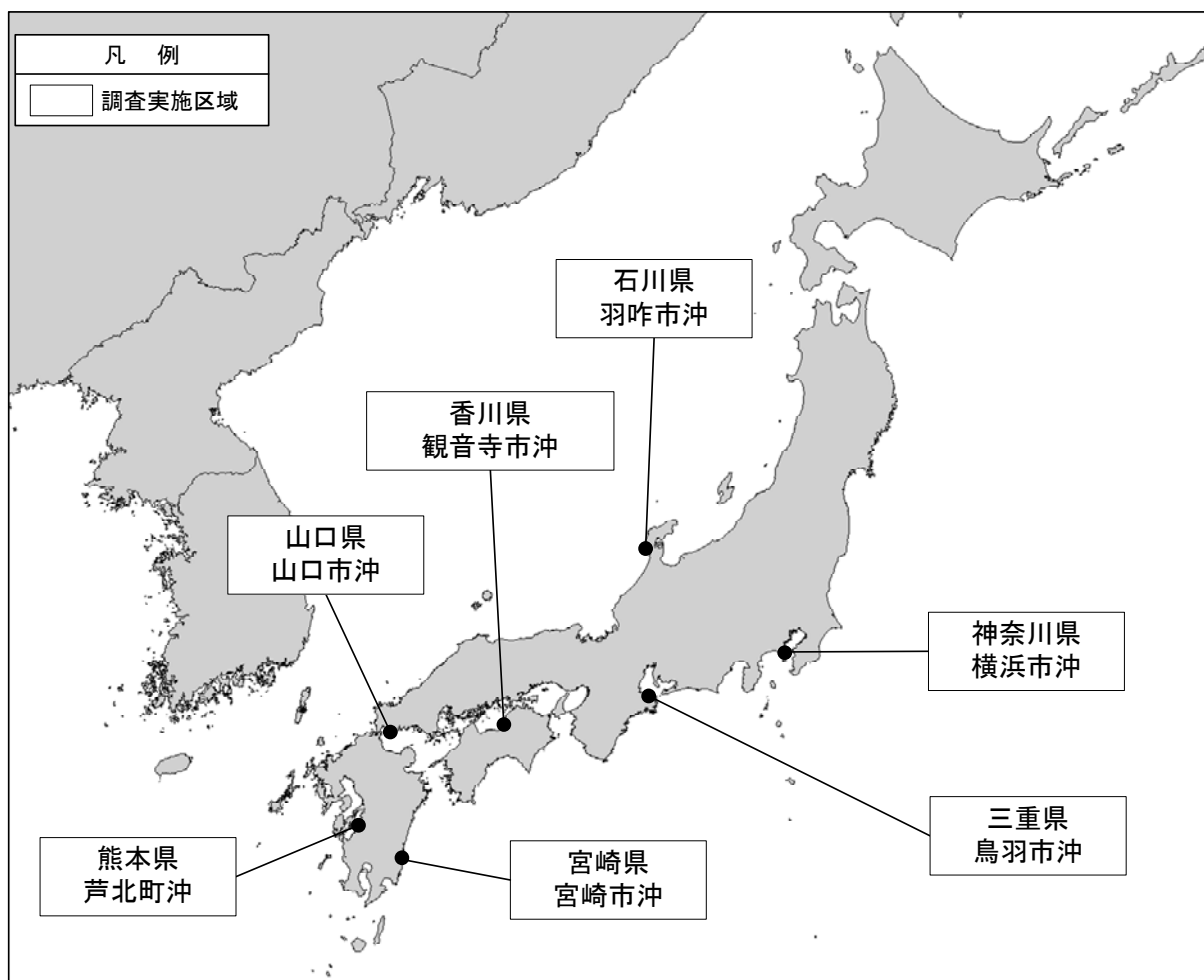 凡 例
調査実施区域
石川県
羽咋市沖
香川県
観音寺市沖
山口県
山口市沖
神奈川県
横浜市沖
三重県
鳥羽市沖
熊本県
芦北町沖
宮崎県
宮崎市沖